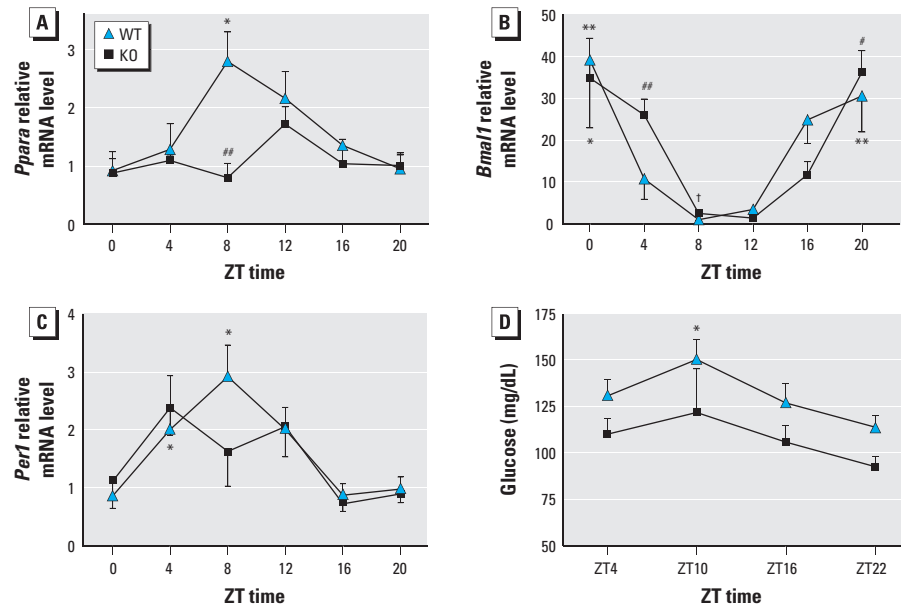 A
WT
KO
Ppara relative
mRNA level
3
2
1
0
*
##
0 4 8 12 16 20
ZT time
B
Bmal1 relative
mRNA level
50
40
30
20
10
0
**
*
##
†
#
**
0 4 8 12 16 20
ZT time
C
Per1 relative
mRNA level
4
3
2
1
0
*
*
0 4 8 12 16 20
ZT time
D
Glucose (mg/dL)
175
150
125
100
75
50
*
ZT4 ZT10 ZT16 ZT22
ZT time